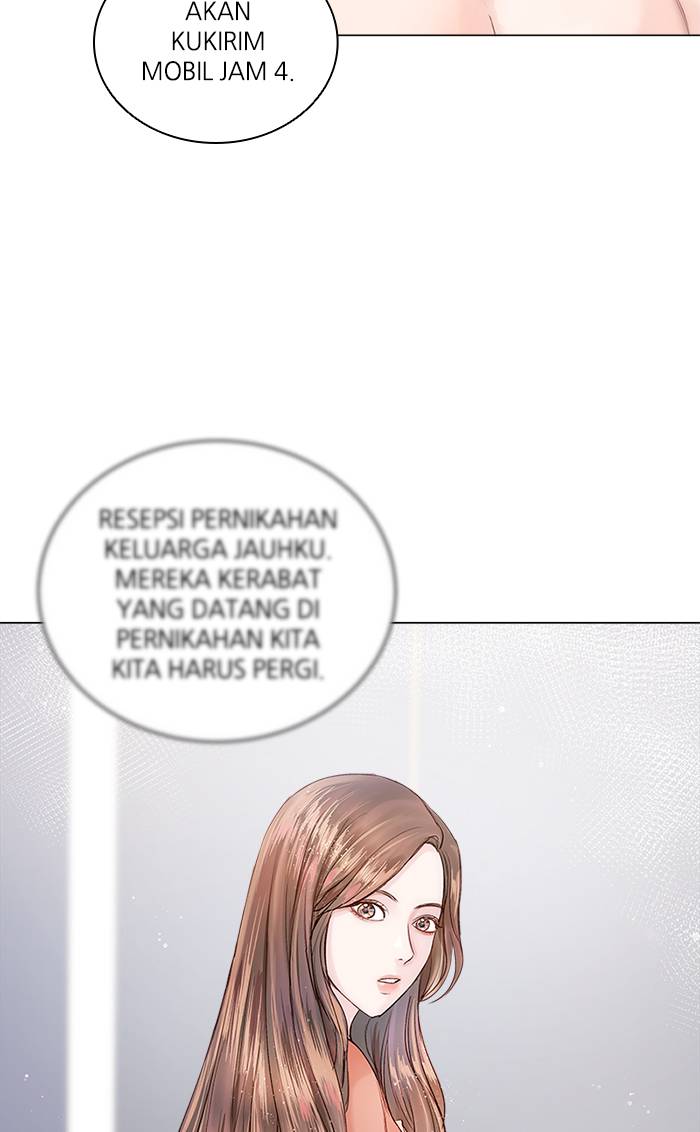 AKAN
KUKIRIM
MOBIL JAM 4.
RESEPSI PERNIKAHAN
KELUARGA JAUHKU.
MEREKA KERABAT
YANG DATANG DI
PERNIKAHAN KITA
KITA HARUS PERGI.